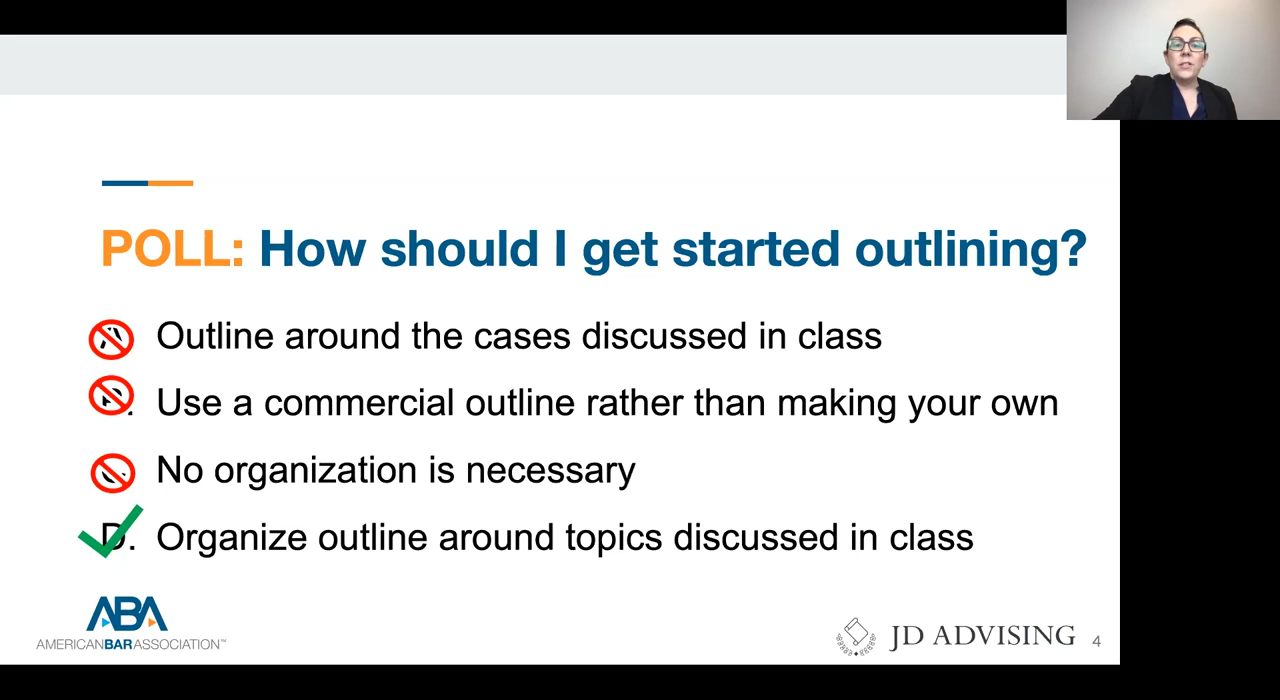 POLL: How should I get started outlining?
Outline around the cases discussed in class
Use a commercial outline rather than making your own
No organization is necessary
D. Organize outline around topics discussed in class
ABA
AMERICANBARASSOCIATION™
JD ADVISING
4